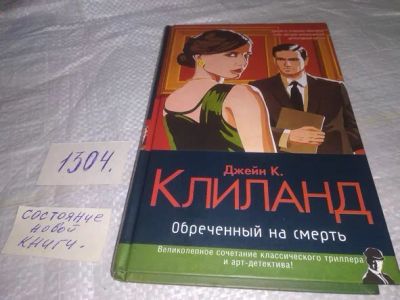 1304.
состояние
новой
книги.
Джейн К.
КЛИЛАНД
Обреченный на смерть
Великолепное сочетание классического триллера
и арт-детектива!